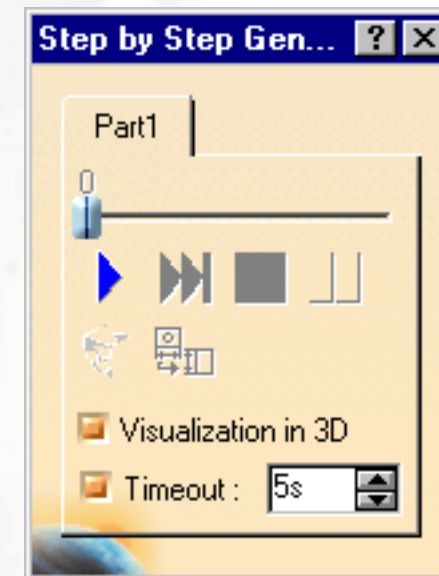 Step by Step Gen...
Part1
0
Visualization in 3D
Timeout :
5s